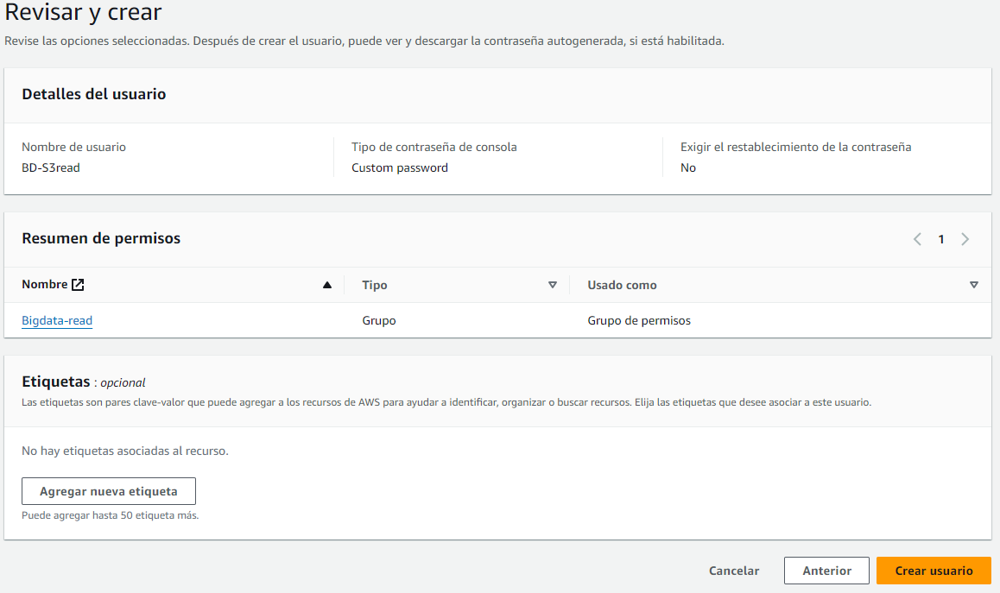 Revisar y crear
Revise las opciones seleccionadas. Después de crear el usuario, puede ver y descargar la contraseña autogenerada, si está habilitada.
Detalles del usuario
Nombre de usuario
BD-S3read
Tipo de contraseña de consola
Custom password
Exigir el restablecimiento de la contraseña
No
Resumen de permisos
1
Nombre
Tipo
Usado como
Bigdata-read
Grupo
Grupo de permisos
Etiquetas : opcional
Las etiquetas son pares clave-valor que puede agregar a los recursos de AWS para ayudar a identificar, organizar o buscar recursos. Elija las etiquetas que desee asociar a este usuario.
No hay etiquetas asociadas al recurso.
Agregar nueva etiqueta
Puede agregar hasta 50 etiqueta más.
Cancelar
Anterior
Crear usuario